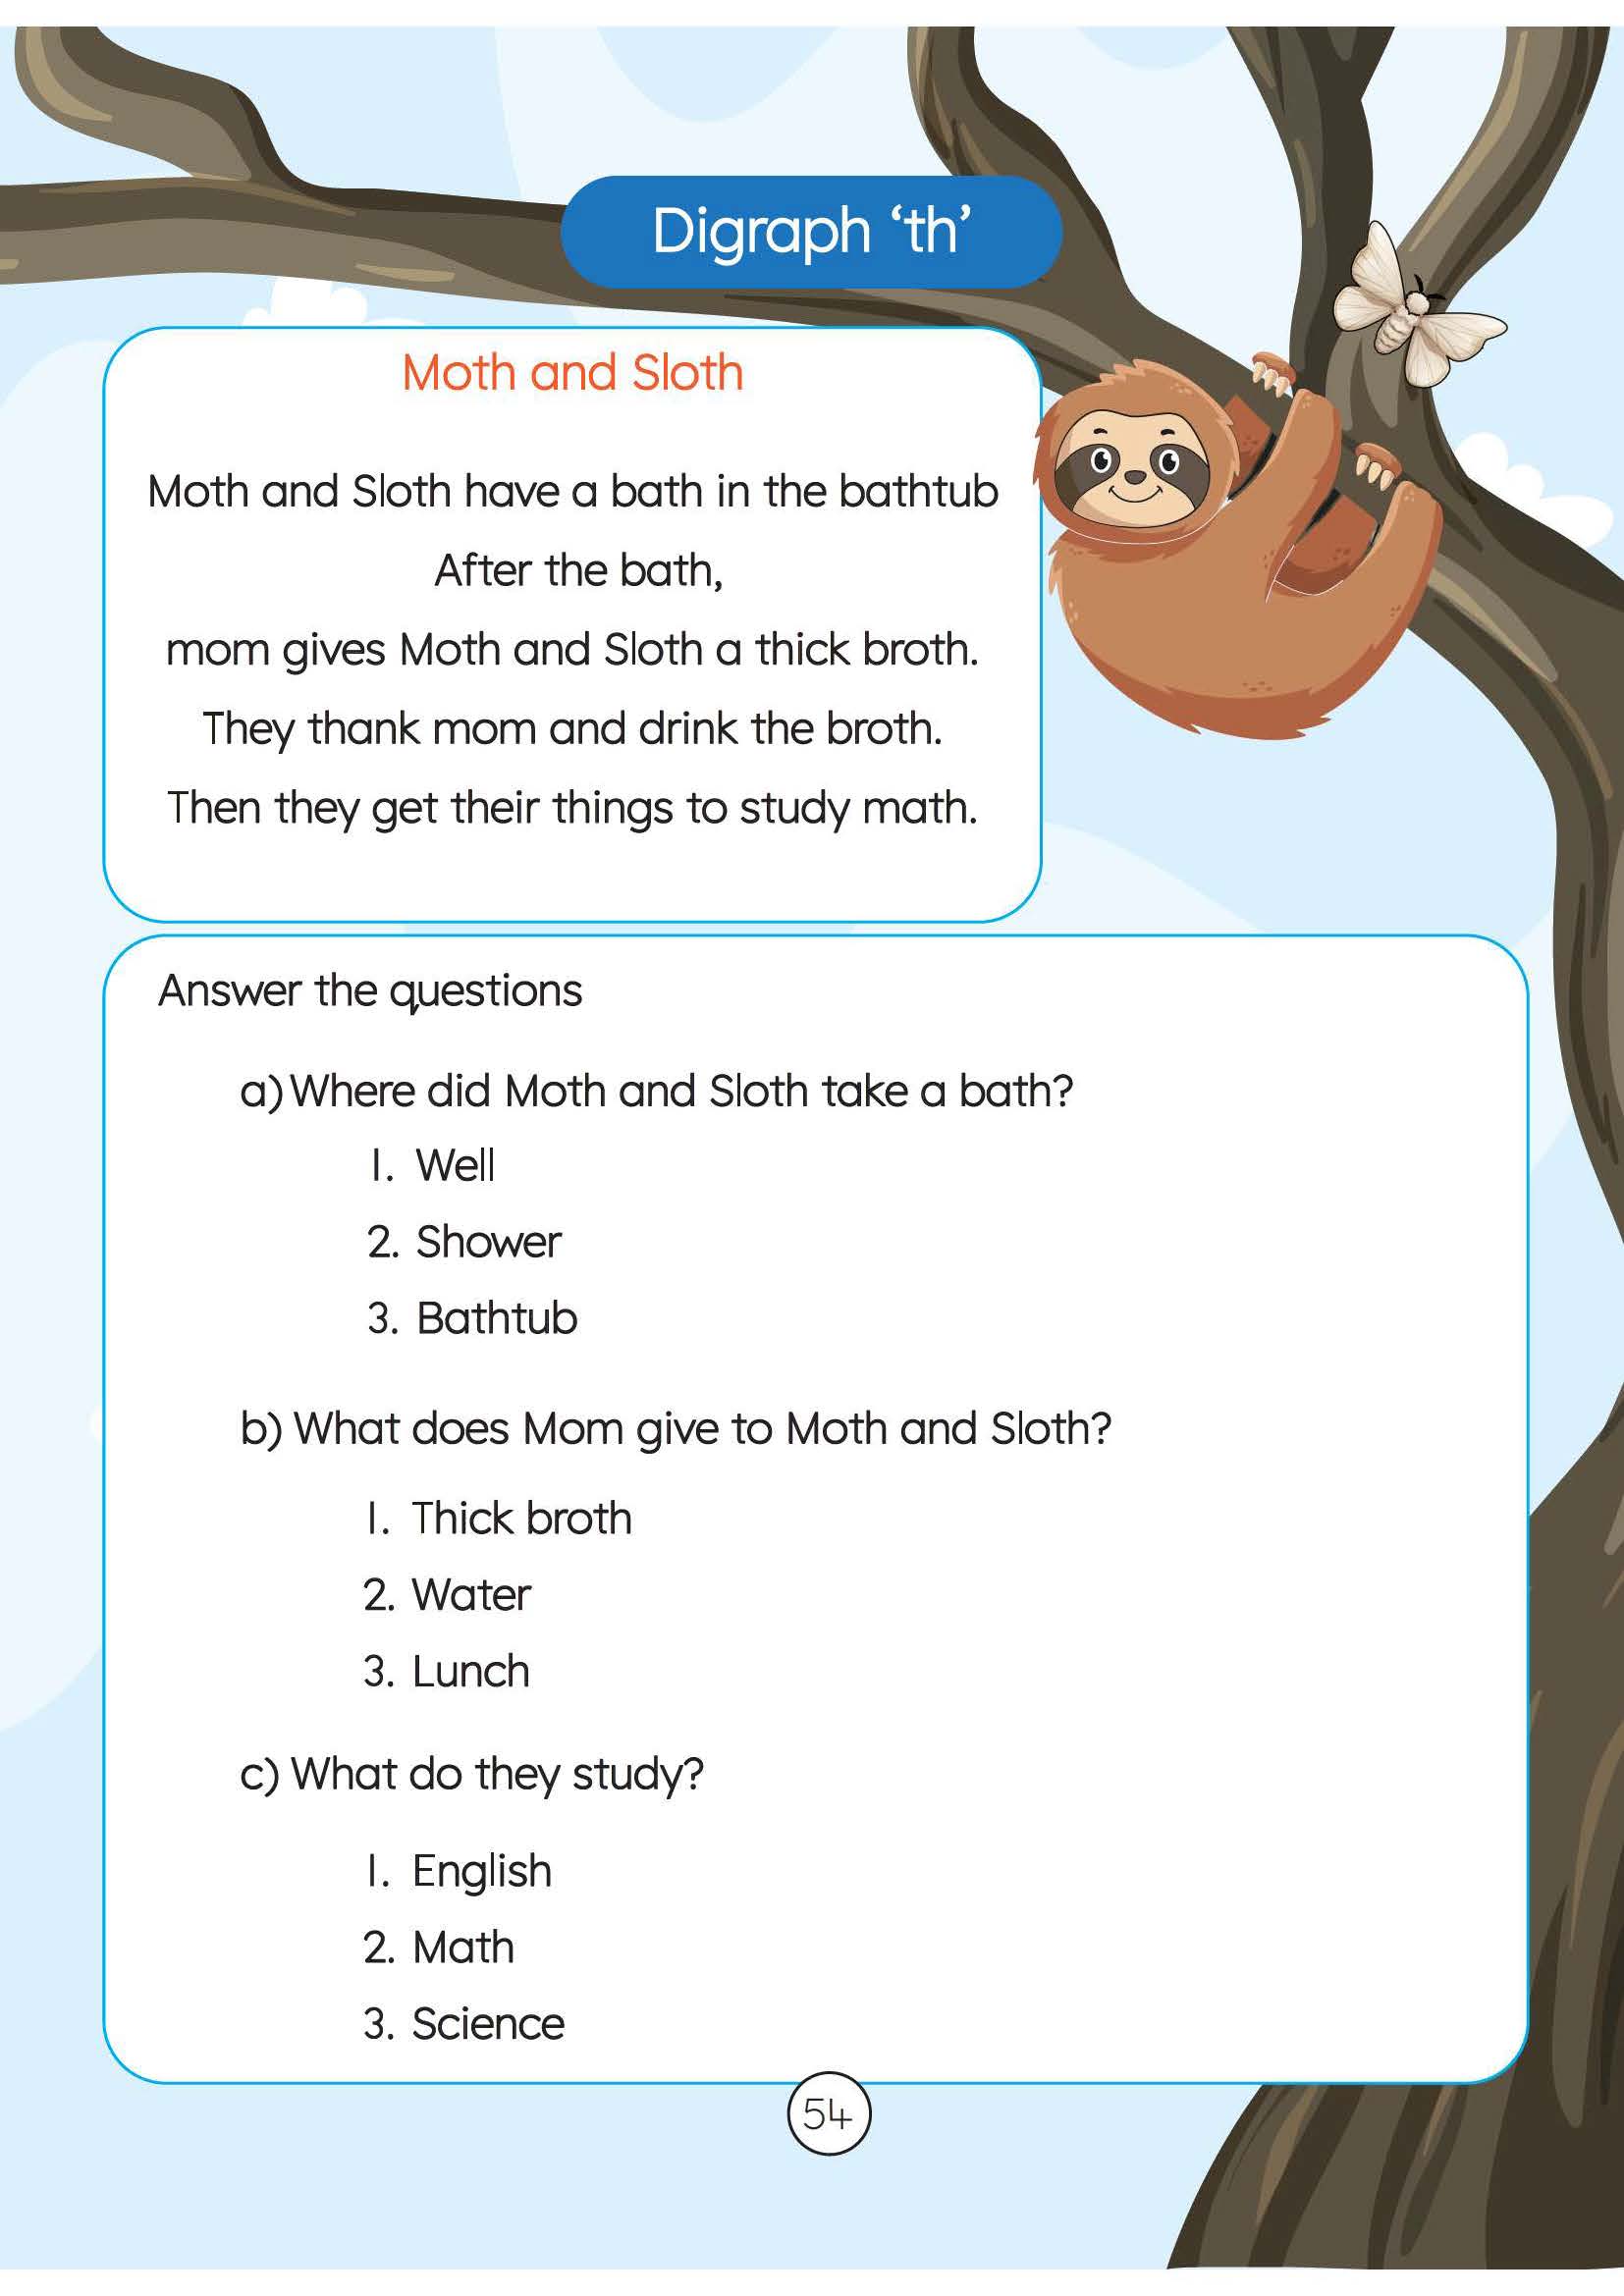 Digraph ‘th’
Moth and Sloth
Moth and Sloth have a bath in the bathtub
After the bath,
mom gives Moth and Sloth a thick broth.
They thank mom and drink the broth.
Then they get their things to study math.
Answer the questions
a) Where did Moth and Sloth take a bath?
1. Well
2. Shower
3. Bathtub
b) What does Mom give to Moth and Sloth?
1. Thick broth
2. Water
3. Lunch
c) What do they study?
1. English
2. Math
3. Science
54